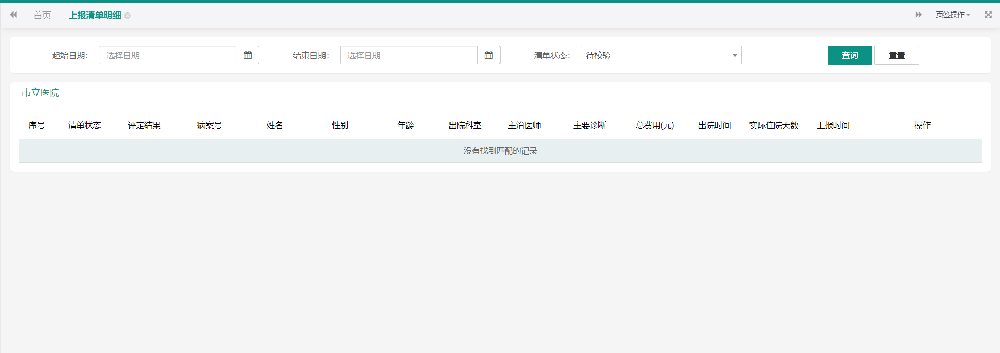 首页 上报清单明细 页签操作
起始日期： 选择日期 结束日期： 选择日期 清单状态： 待校验 查询 重置
市立医院
序号 清单状态 评定结果 病案号 姓名 性别 年龄 出院科室 主治医师 主要诊断 总费用(元) 出院时间 实际住院天数 上报时间 操作
没有找到匹配的记录